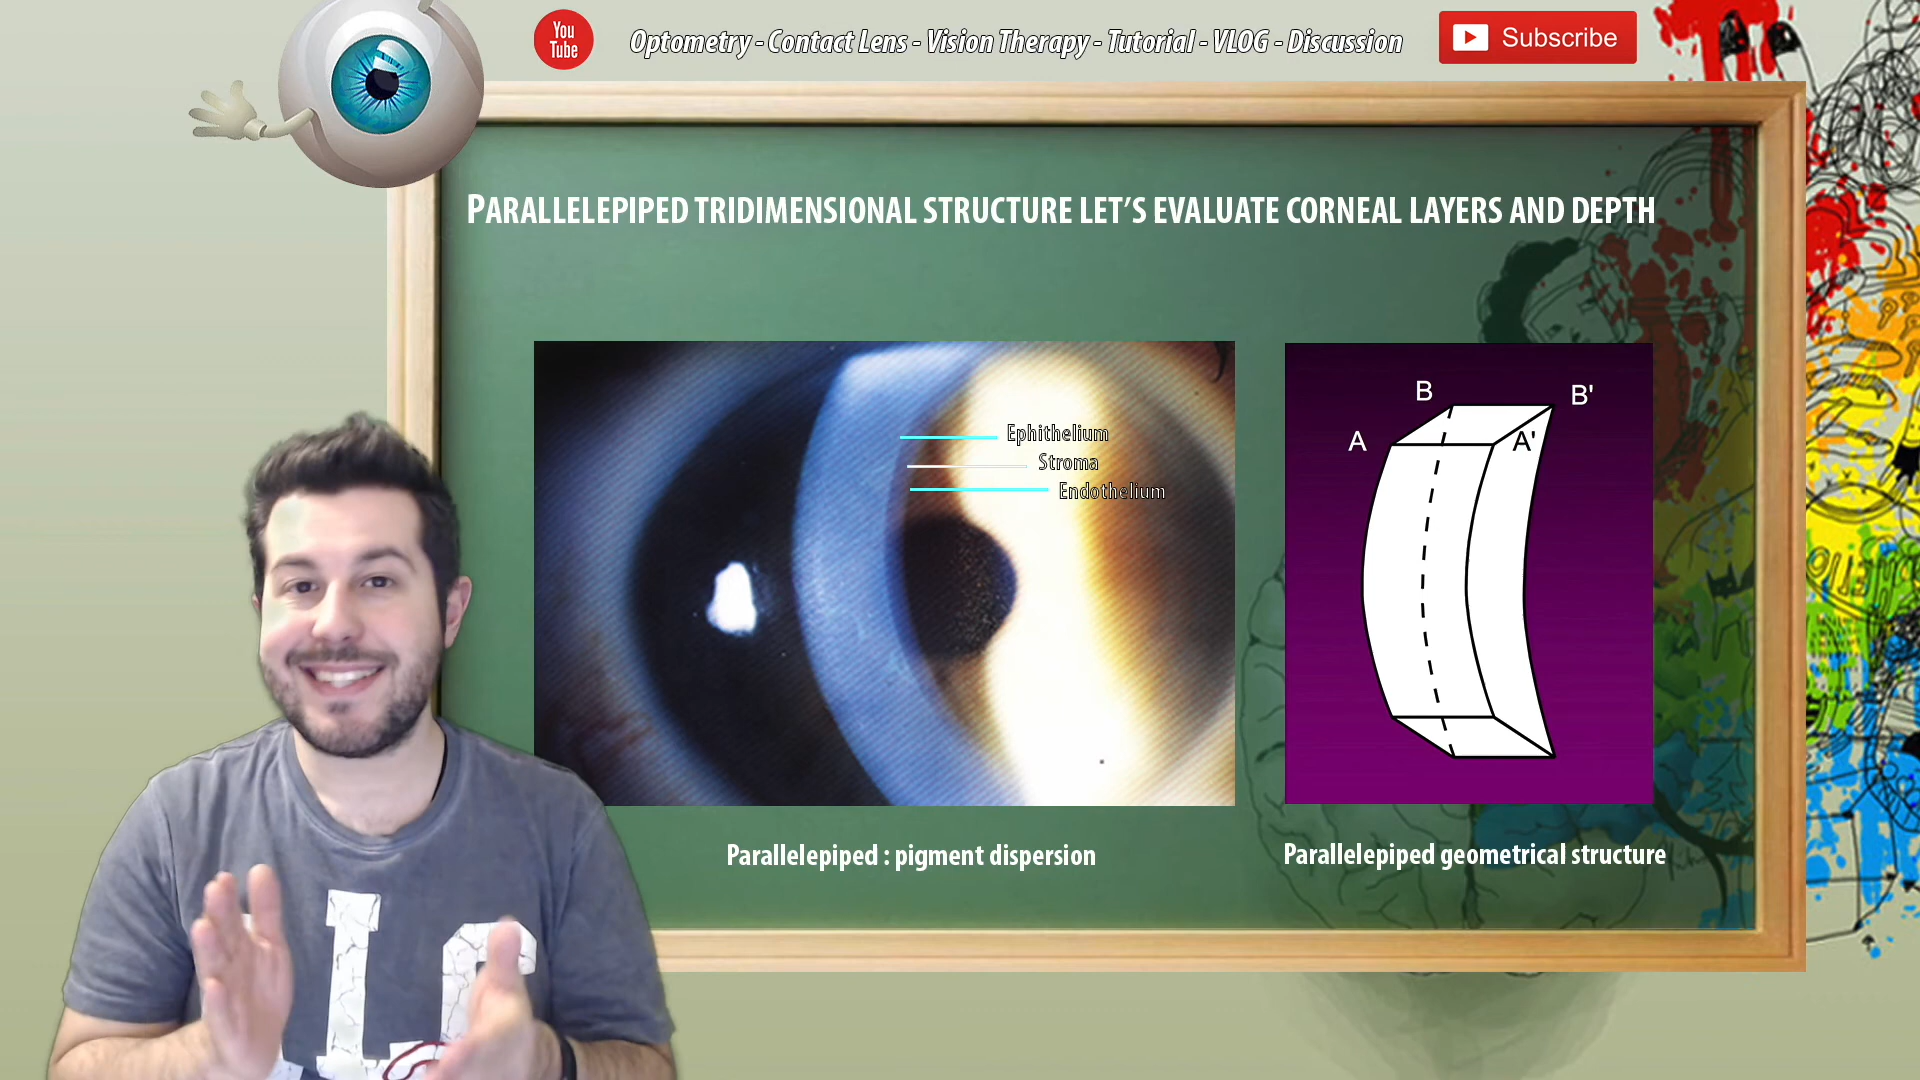 You
Tube
Optometry - Contact Lens - Vision Therapy - Tutorial - VLOG - Discussion
Subscribe
PARALLELEPIPED TRIDIMENSIONAL STRUCTURE LET'S EVALUATE CORNEAL LAYERS AND DEPTH
Ephithelium
Stroma
Endothelium
B
B'
A
A'
Parallelepiped : pigment dispersion
Parallelepiped geometrical structure